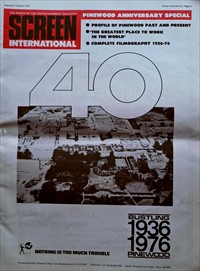 PINEWOOD ANNIVERSARY SPECIAL
SCREEN
INTERNATIONAL
PROFILE OF PINEWOOD PAST AND PRESENT
'THE GREATEST PLACE TO WORK
IN THE WORLD'
COMPLETE FILMOGRAPHY 1936-76
40
NOTHING IS TOO MUCH TROUBLE
BUSTLING
1936
1976
PINEWOOD